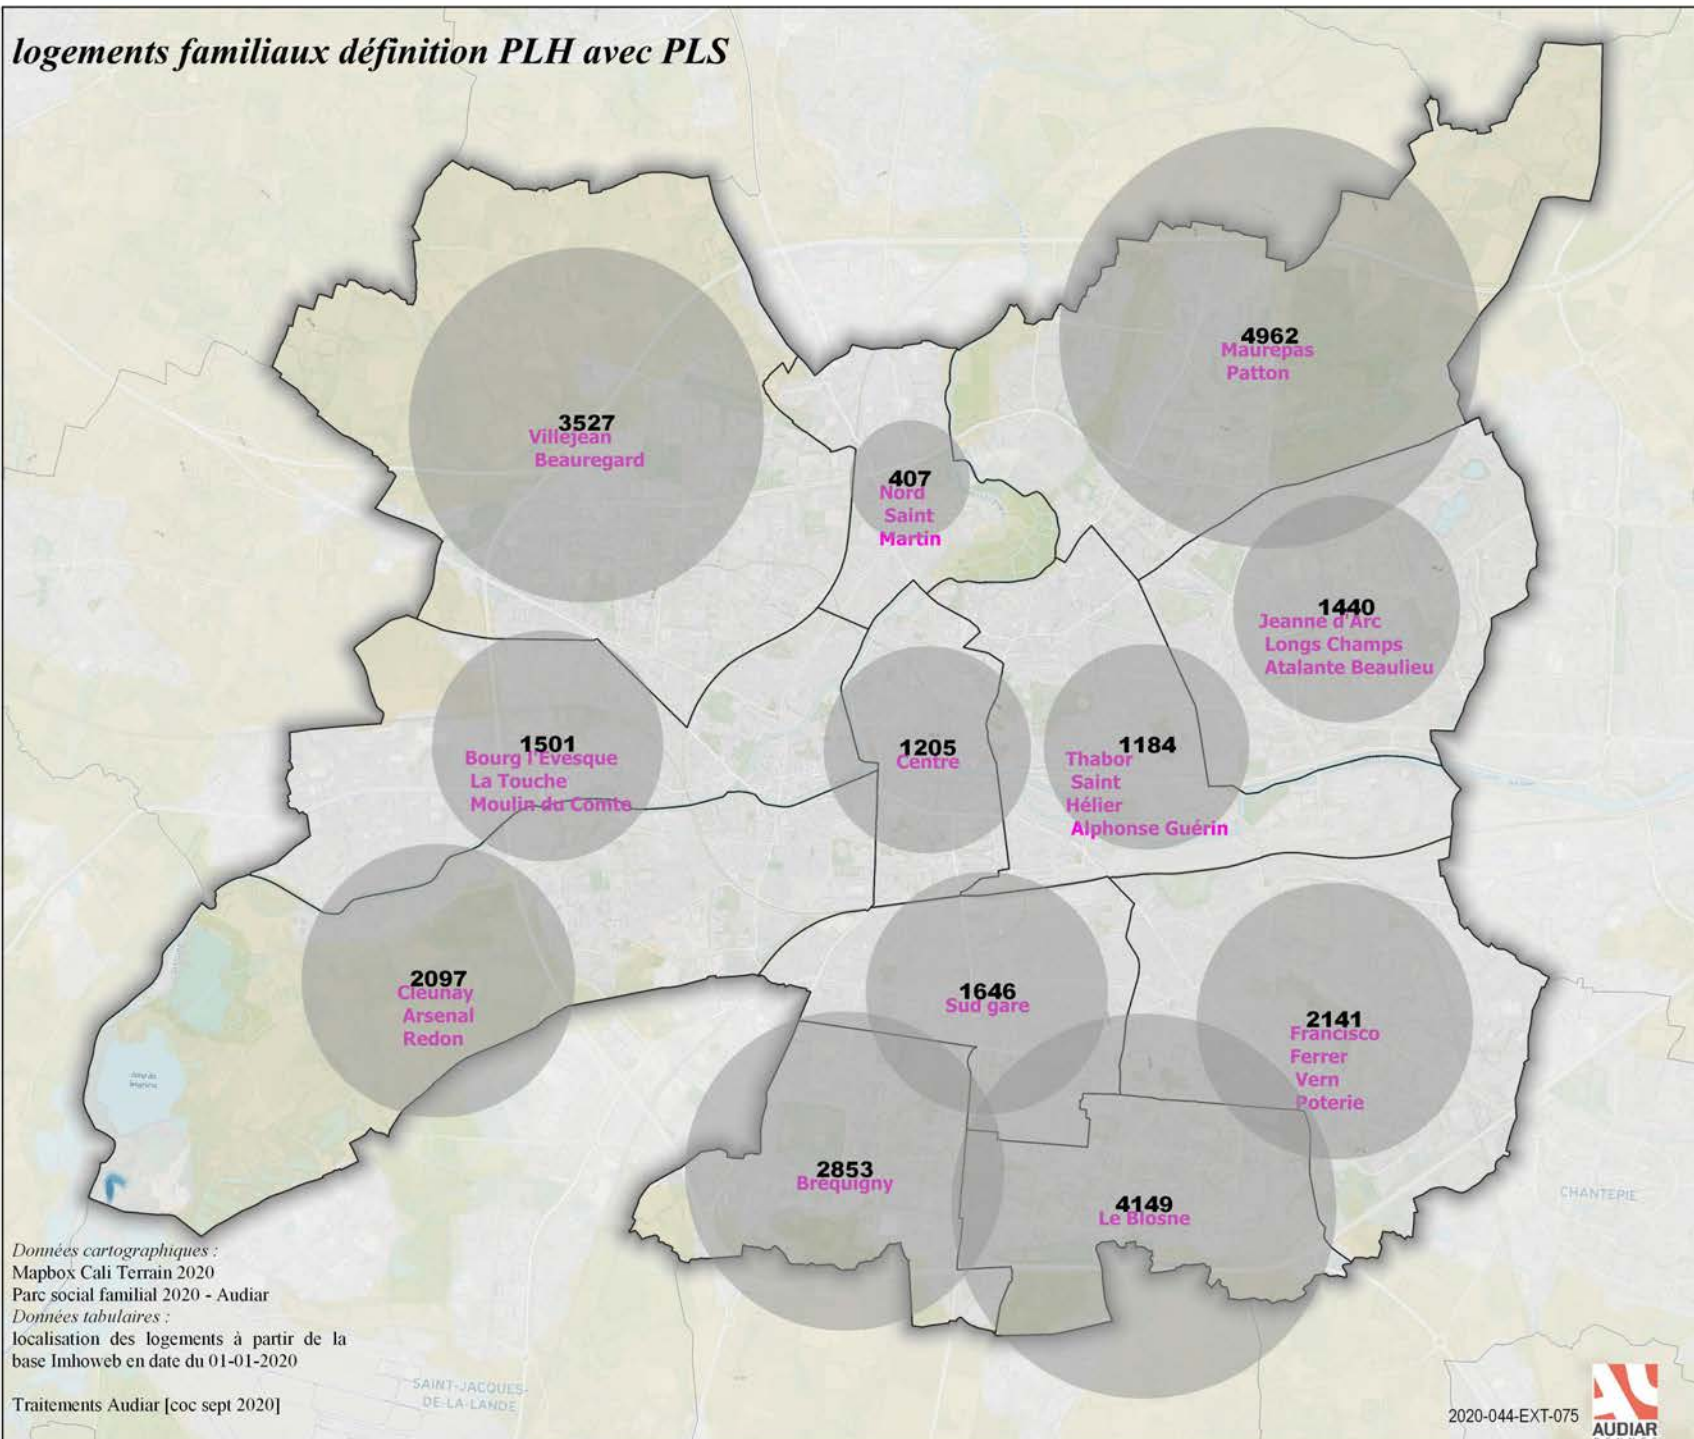 logements familiaux définition PLH avec PLS
4962
Maurepas
Patton
3527
Villejean
Beauregard
407
Nord
Saint
Martin
1440
Jeanne d'Arc
Longs Champs
Atalante Beaulieu
1501
Bourg l'Evesque
La Touche
Moulin du Comte
1205
Centre
1184
Thabor
Saint
Hélier
Alphonse Guérin
2097
Cleunay
Arsenal
Redon
1646
Sud gare
2141
Francisco
Ferrer
Vern
Poterie
2853
Bréquigny
4149
Le Blosne
CHANTEPIE
Données cartographiques :
Mapbox Cali Terrain 2020
Parc social familial 2020 - Audiar
Données tabulaires :
localisation des logements à partir de la
base Imhoweb en date du 01-01-2020
Traitements Audiar [coc sept 2020]
SAINT-JACQUES-
DE-LA-LANDE
2020-044-EXT-075
AUDIAR